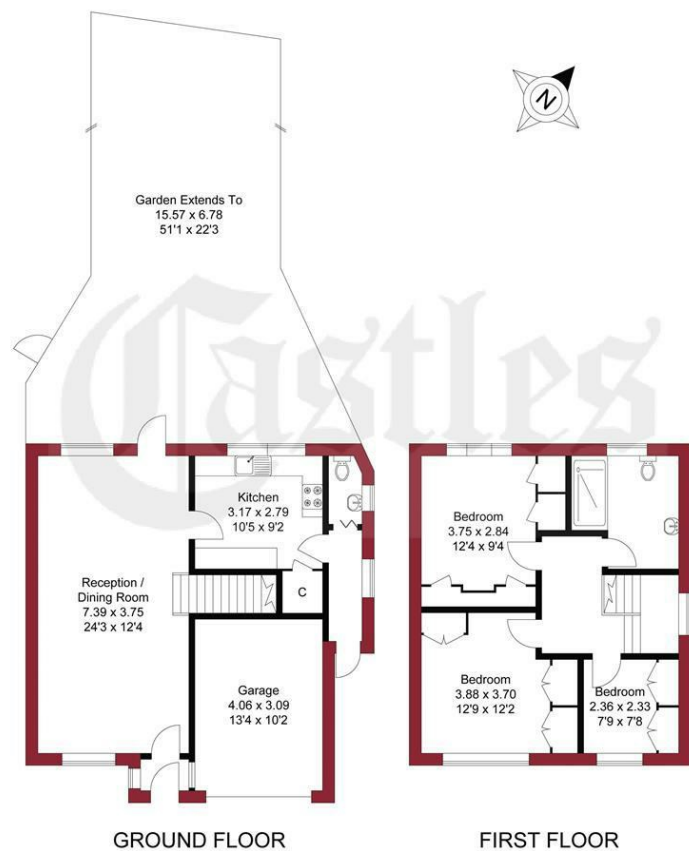 N
Garden Extends To
15.57 x 6.78
51'1 x 22'3
Castles
Kitchen
3.17 x 2.79
10'5 x 9'2
C
Reception /
Dining Room
7.39 x 3.75
24'3 x 12'4
Garage
4.06 x 3.09
13'4 x 10'2
GROUND FLOOR
Bedroom
3.75 x 2.84
12'4 x 9'4
Bedroom
3.88 x 3.70
12'9 x 12'2
Bedroom
2.36 x 2.33
7'9 x 7'8
FIRST FLOOR